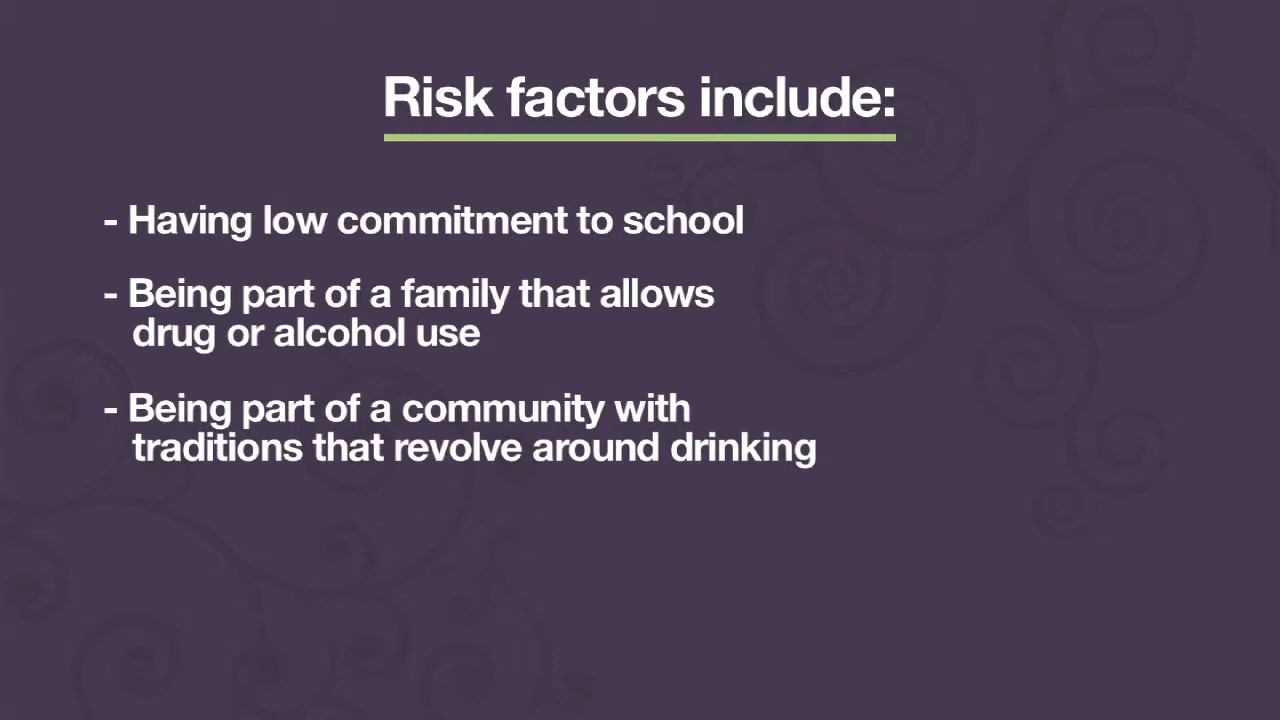 Risk factors include:
- Having low commitment to school
- Being part of a family that allows
drug or alcohol use
- Being part of a community with
traditions that revolve around drinking